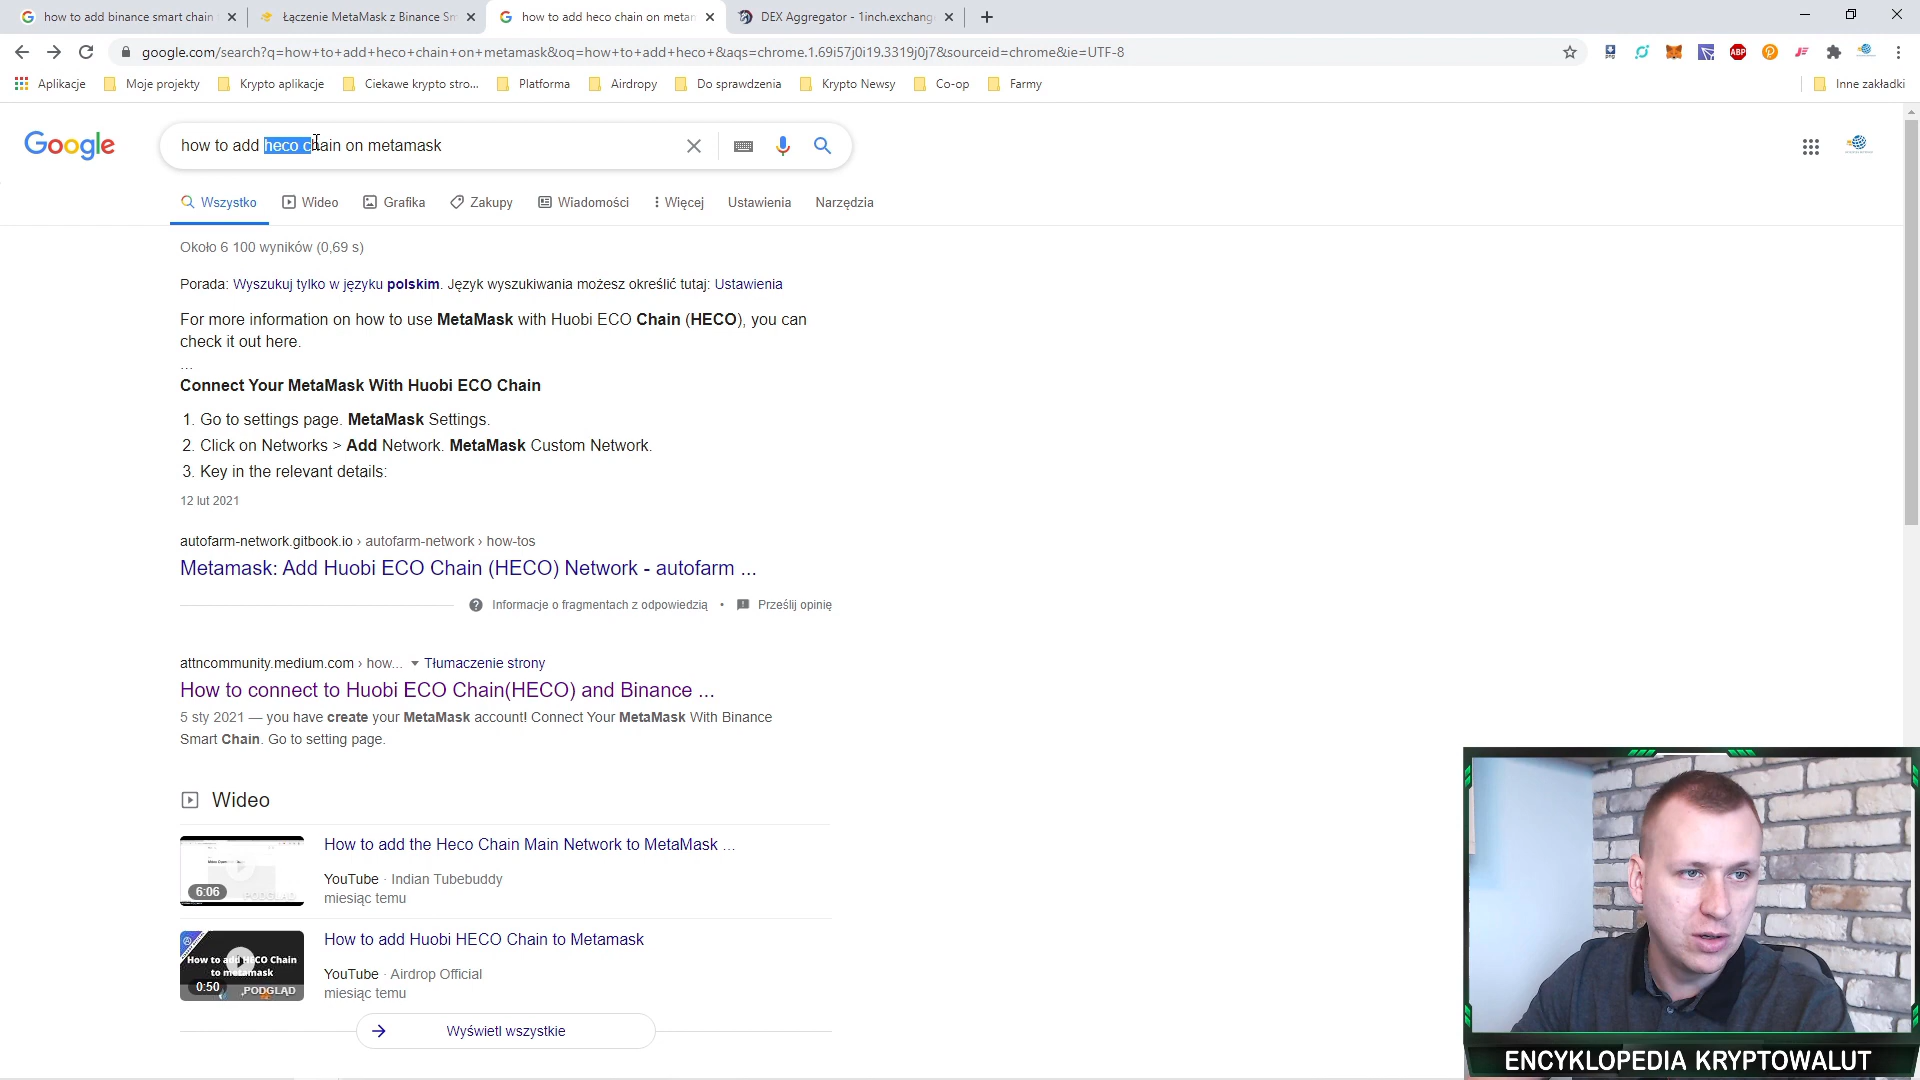 how to add binance smart chain
Łączenie MetaMask z Binance Sm
how to add heco chain on metam
DEX Aggregator - 1inch.exchang
google.com/search?q=how+to+add+heco+chain+on+metamask&oq=how+to+add+heco+&aqs=chrome.1.69i57j0i19.3319j0j7&sourceid=chrome&ie=UTF-8
ABP
Aplikacje
Moje projekty
Krypto aplikacje
Ciekawe krypto stro...
Platforma
Airdropy
Do sprawdzenia
Krypto Newsy
Co-op
Farmy
Inne zakładki
Google
how to add heco chain on metamask
Wszystko
Wideo
Grafika
Zakupy
Wiadomości
Więcej
Ustawienia
Narzędzia
Około 6 100 wyników (0,69 s)
Porada: Wyszukuj tylko w języku polskim. Język wyszukiwania możesz określić tutaj: Ustawienia
For more information on how to use MetaMask with Huobi ECO Chain (HECO), you can
check it out here.
...
Connect Your MetaMask With Huobi ECO Chain
1. Go to settings page. MetaMask Settings.
2. Click on Networks > Add Network. MetaMask Custom Network.
3. Key in the relevant details:
12 lut 2021
autofarm-network.gitbook.io › autofarm-network › how-tos
Metamask: Add Huobi ECO Chain (HECO) Network - autofarm ...
Informacje o fragmentach z odpowiedzią • Prześlij opinię
attncommunity.medium.com › how... Tłumaczenie strony
How to connect to Huobi ECO Chain(HECO) and Binance ...
5 sty 2021 — you have create your MetaMask account! Connect Your MetaMask With Binance
Smart Chain. Go to setting page.
Wideo
6:06
How to add the Heco Chain Main Network to MetaMask ...
YouTube · Indian Tubebuddy
miesiąc temu
How to add HECO Chain
to metamask
0:50
PODGLĄD
How to add Huobi HECO Chain to Metamask
YouTube · Airdrop Official
miesiąc temu
Wyświetl wszystkie
ENCYKLOPEDIA KRYPTOWALUT